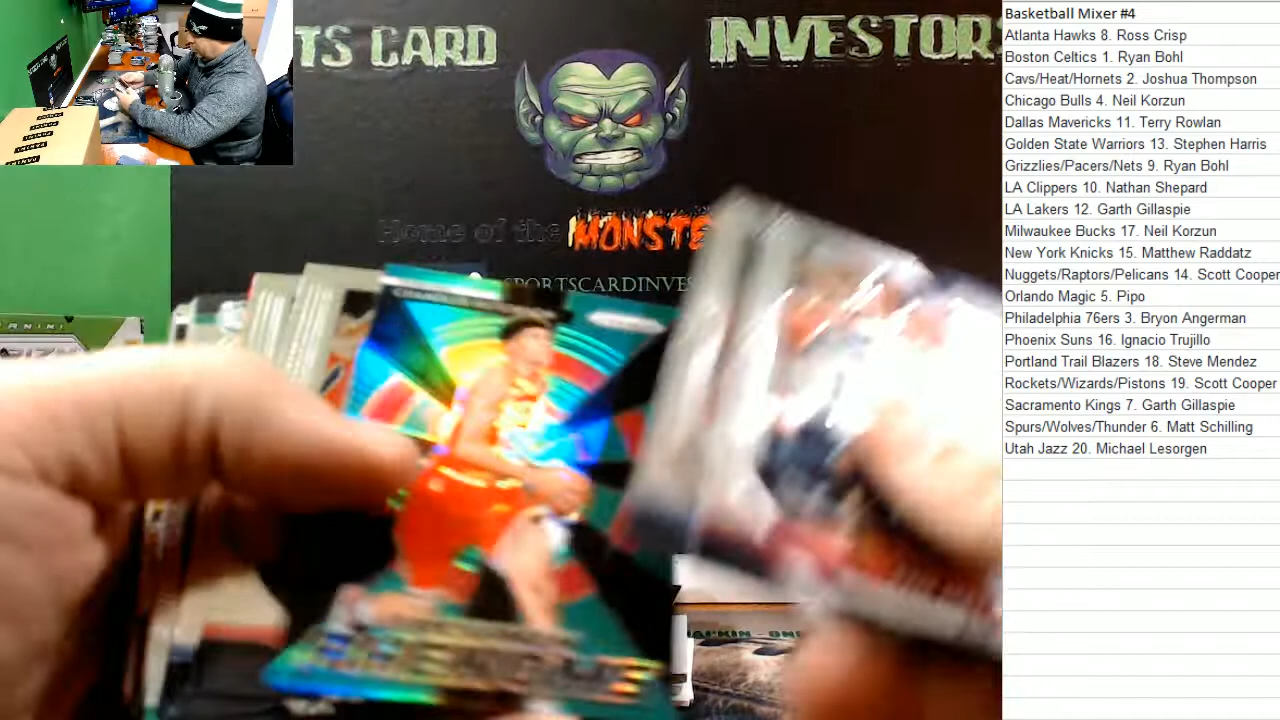 TS CARD
INVESTOR
Home of the MONSTE
SPORTSCARDINVES
PANINI
Basketball Mixer #4
Atlanta Hawks 8. Ross Crisp
Boston Celtics 1. Ryan Bohl
Cavs/Heat/Hornets 2. Joshua Thompson
Chicago Bulls 4. Neil Korzun
Dallas Mavericks 11. Terry Rowlan
Golden State Warriors 13. Stephen Harris
Grizzlies/Pacers/Nets 9. Ryan Bohl
LA Clippers 10. Nathan Shepard
LA Lakers 12. Garth Gillaspie
Milwaukee Bucks 17. Neil Korzun
New York Knicks 15. Matthew Raddatz
Nuggets/Raptors/Pelicans 14. Scott Cooper
Orlando Magic 5. Pipo
Philadelphia 76ers 3. Bryon Angerman
Phoenix Suns 16. Ignacio Trujillo
Portland Trail Blazers 18. Steve Mendez
Rockets/Wizards/Pistons 19. Scott Cooper
Sacramento Kings 7. Garth Gillaspie
Spurs/Wolves/Thunder 6. Matt Schilling
Utah Jazz 20. Michael Lesorgen